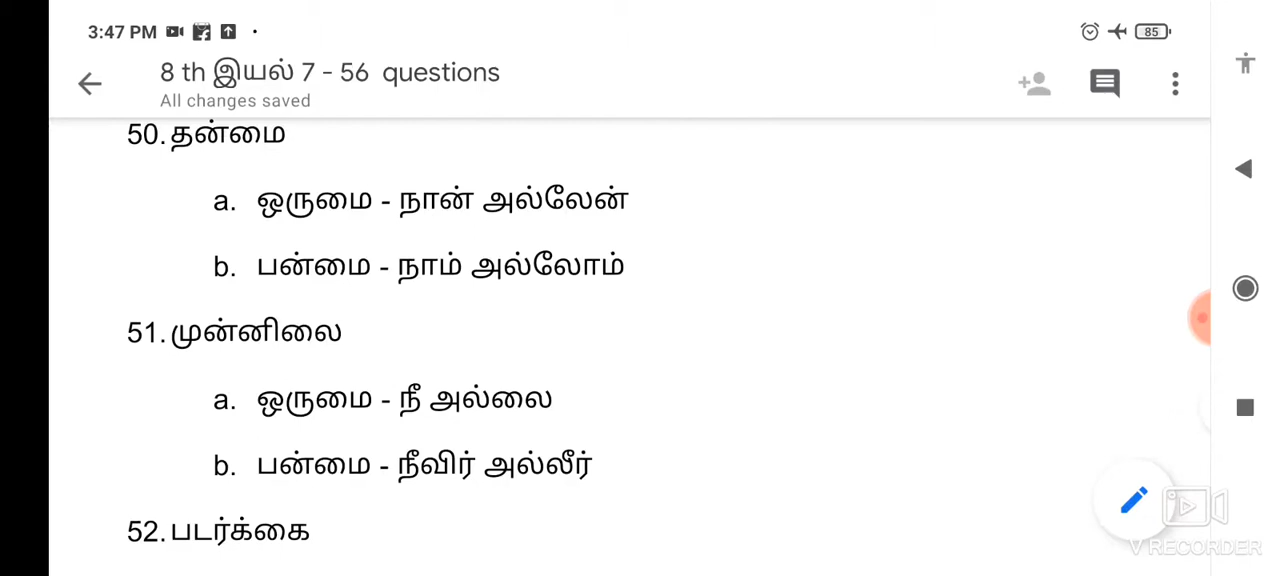 3:47 PM
85
8 th இயல் 7 - 56 questions
All changes saved
50. தன்மை
a. ஒருமை - நான் அல்லேன்
b. பன்மை - நாம் அல்லோம்
51. முன்னிலை
a. ஒருமை - நீ அல்லை
b. பன்மை - நீவிர் அல்லீர்
52. படர்க்கை
V RECORDER